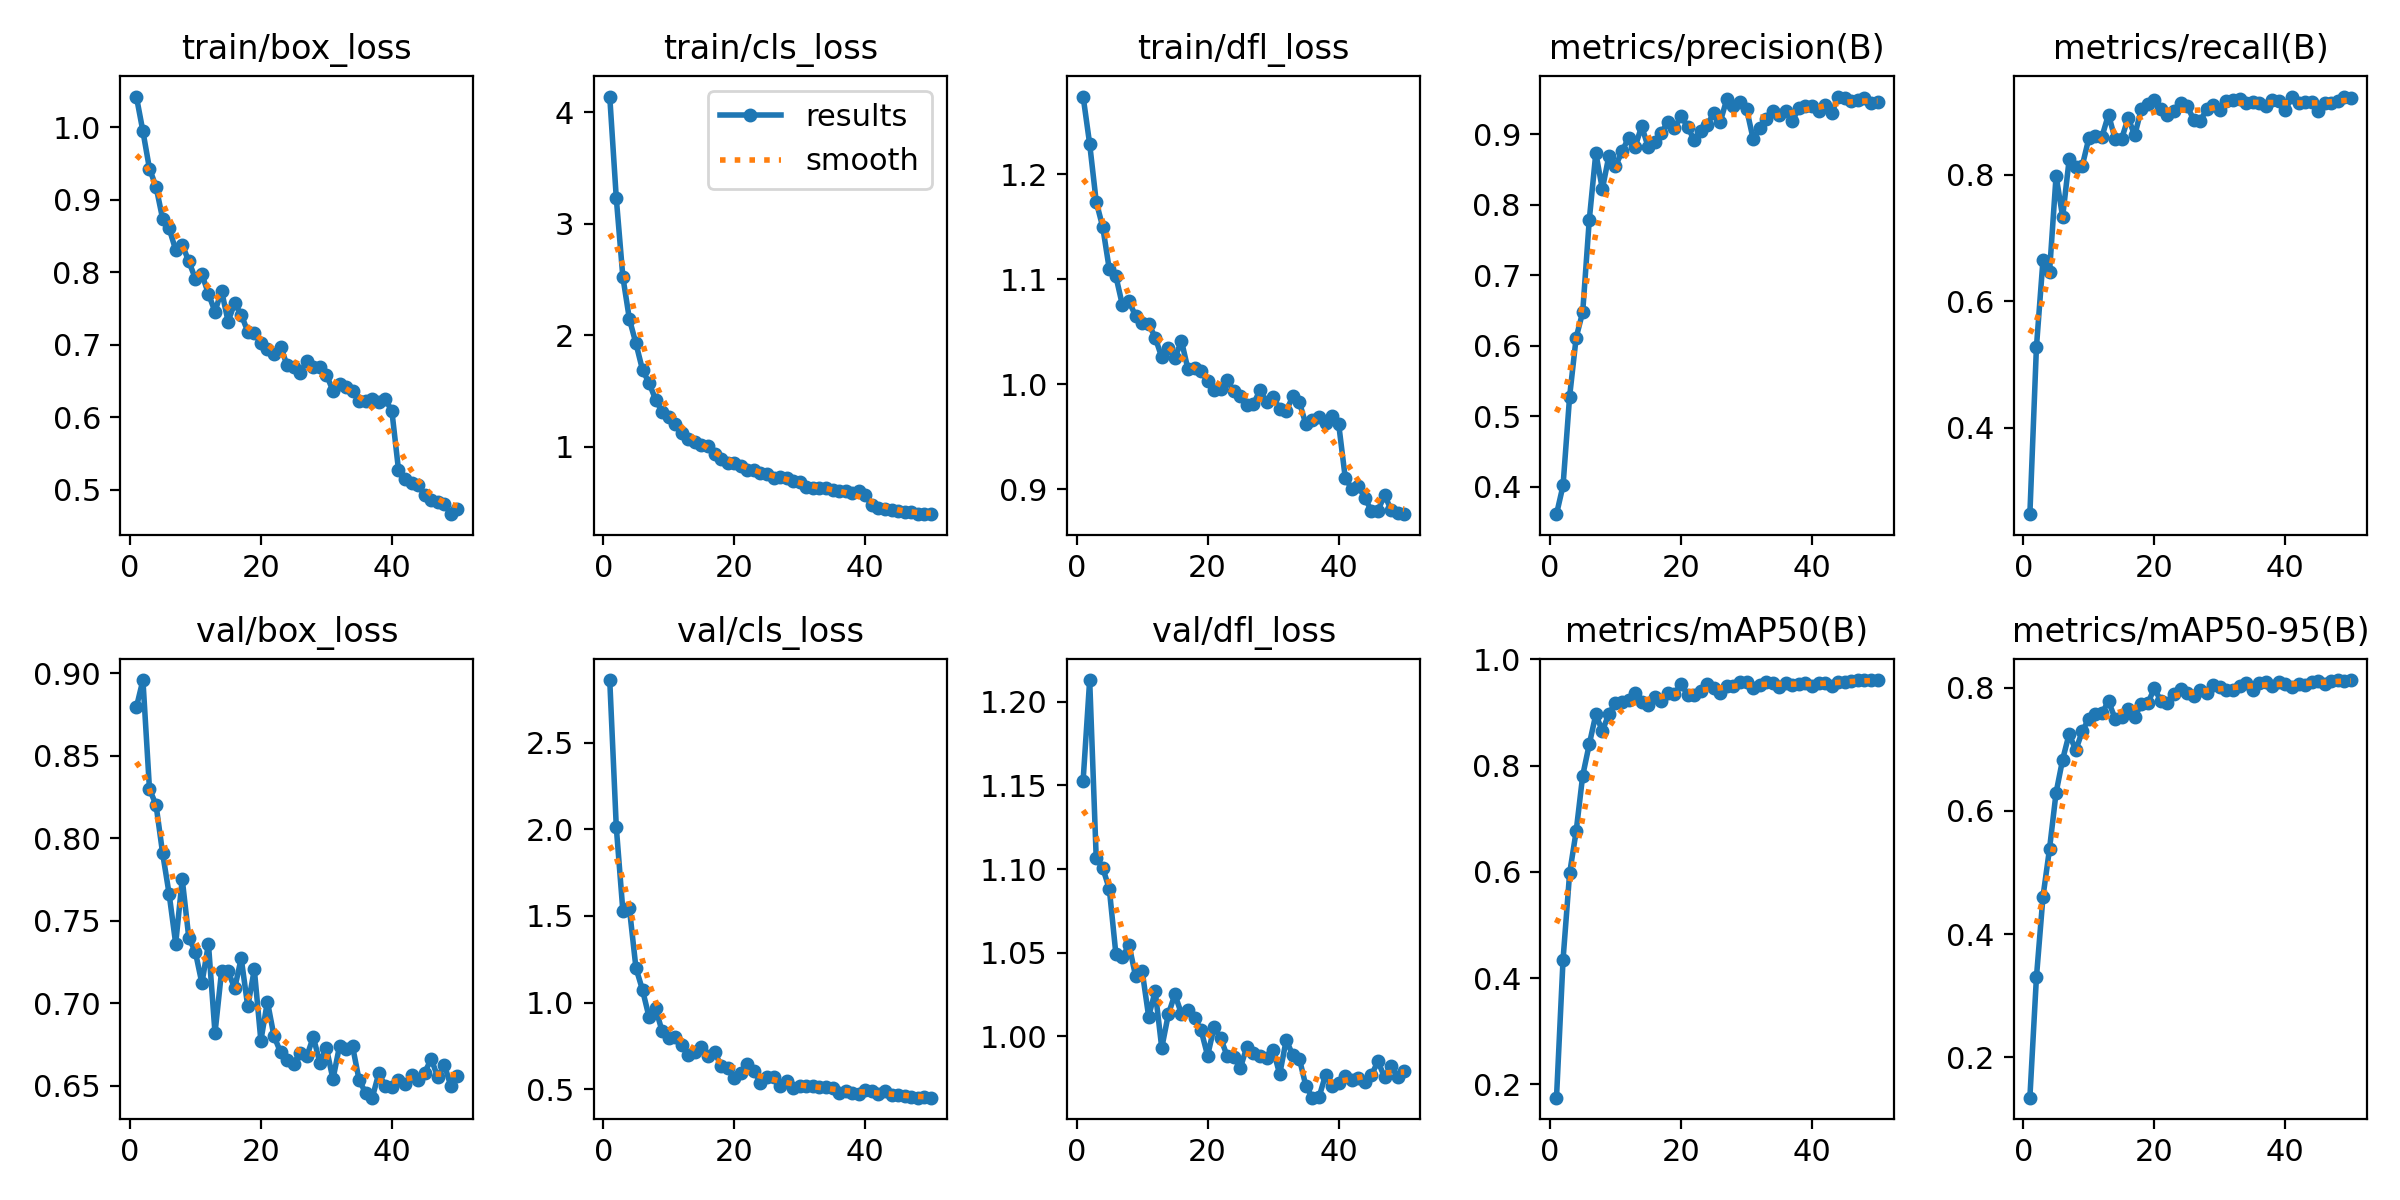 train/box_loss
train/cls_loss
train/dfl_loss
metrics/precision(B)
metrics/recall(B)
results
smooth
1.0
0.9
0.8
0.7
0.6
0.5
0 20 40
4
3
2
1
0 20 40
1.2
1.1
1.0
0.9
0 20 40
0.9
0.8
0.7
0.6
0.5
0.4
0 20 40
0.8
0.6
0.4
0 20 40
val/box_loss
val/cls_loss
val/dfl_loss
metrics/mAP50(B)
metrics/mAP50-95(B)
0.90
0.85
0.80
0.75
0.70
0.65
0 20 40
2.5
2.0
1.5
1.0
0.5
0 20 40
1.20
1.15
1.10
1.05
1.00
0 20 40
1.0
0.8
0.6
0.4
0.2
0 20 40
0.8
0.6
0.4
0.2
0 20 40